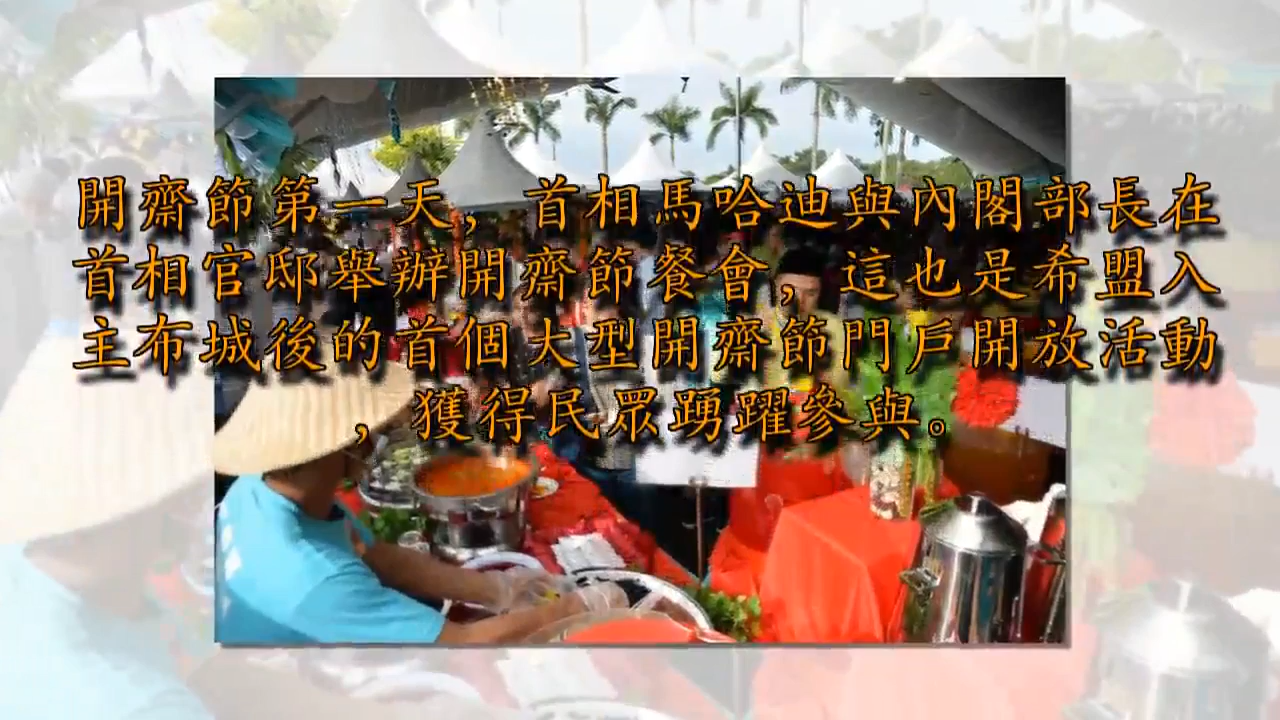 開齋節第一天，首相馬哈迪與內閣部長在
首相官邸舉辦開齋節餐會，這也是希盟入
主布城後的首個大型開齋節門戶開放活動
，獲得民眾踴躍參與。